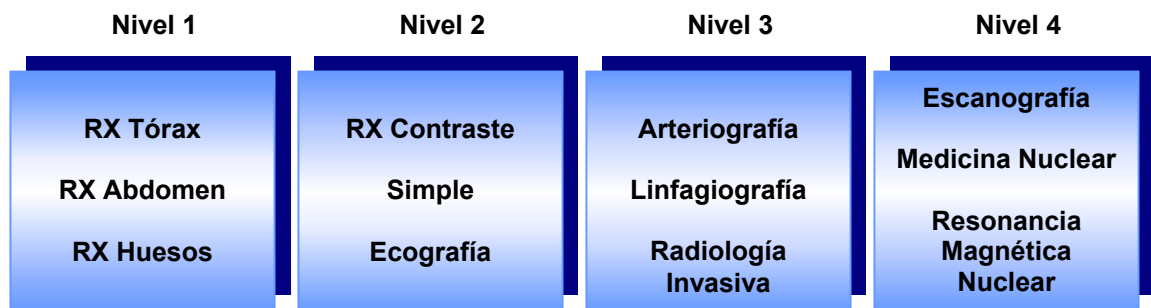 Nivel 1
Nivel 2
Nivel 3
Nivel 4
RX Tórax
RX Abdomen
RX Huesos
RX Contraste
Simple
Ecografía
Arteriografía
Linfagiografía
Radiología
Invasiva
Escanografía
Medicina Nuclear
Resonancia
Magnética
Nuclear